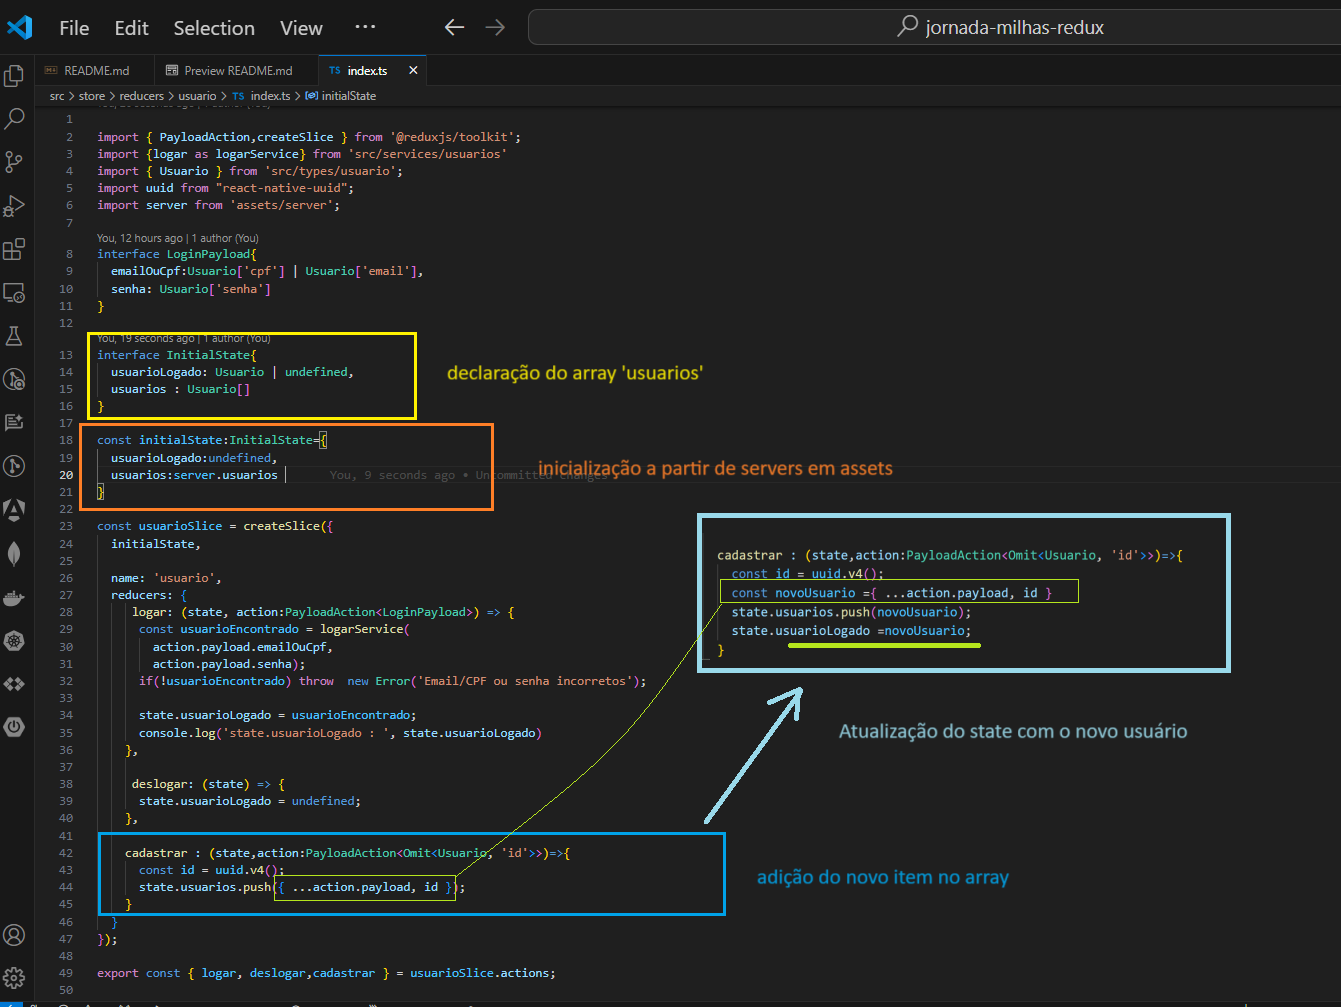 File Edit Selection View ··· jornada-milhas-redux
README.md Preview README.md TS index.ts
src > store > reducers > usuario > TS index.ts > initialState
1
2 import { PayloadAction,createSlice } from '@reduxjs/toolkit';
3 import {logar as logarService} from 'src/services/usuarios'
4 import { Usuario } from 'src/types/usuario';
5 import uuid from "react-native-uuid";
6 import server from 'assets/server';
7
You, 12 hours ago | 1 author (You)
8 interface LoginPayload{
9 emailOuCpf:Usuario['cpf'] | Usuario['email'],
10 senha: Usuario['senha']
11 }
12
You, 19 seconds ago | 1 author (You)
13 interface InitialState{
14 usuarioLogado: Usuario | undefined,
15 usuarios : Usuario[]
16 }
declaração do array 'usuarios'
17
18 const initialState:InitialState={
19 usuarioLogado:undefined,
20 usuarios:server.usuarios You, 9 seconds ago • Uncommitted changes
21 }
inicialização a partir de servers em assets
22
23 const usuarioSlice = createSlice({
24 initialState,
25
26 name: 'usuario',
27 reducers: {
28 logar: (state, action:PayloadAction<LoginPayload>) => {
29 const usuarioEncontrado = logarService(
30 action.payload.emailOuCpf,
31 action.payload.senha);
32 if(!usuarioEncontrado) throw new Error('Email/CPF ou senha incorretos');
33
34 state.usuarioLogado = usuarioEncontrado;
35 console.log('state.usuarioLogado : ', state.usuarioLogado)
36 },
37
38 deslogar: (state) => {
39 state.usuarioLogado = undefined;
40 },
41
42 cadastrar : (state,action:PayloadAction<Omit<Usuario, 'id'>>)=>{
43 const id = uuid.v4();
44 state.usuarios.push({ ...action.payload, id });
45 }
46 }
47 });
48
49 export const { logar, deslogar,cadastrar } = usuarioSlice.actions;
50
cadastrar : (state,action:PayloadAction<Omit<Usuario, 'id'>>)=>{
const id = uuid.v4();
const novoUsuario ={ ...action.payload, id }
state.usuarios.push(novoUsuario);
state.usuarioLogado =novoUsuario;
}
Atualização do state com o novo usuário
adição do novo item no array